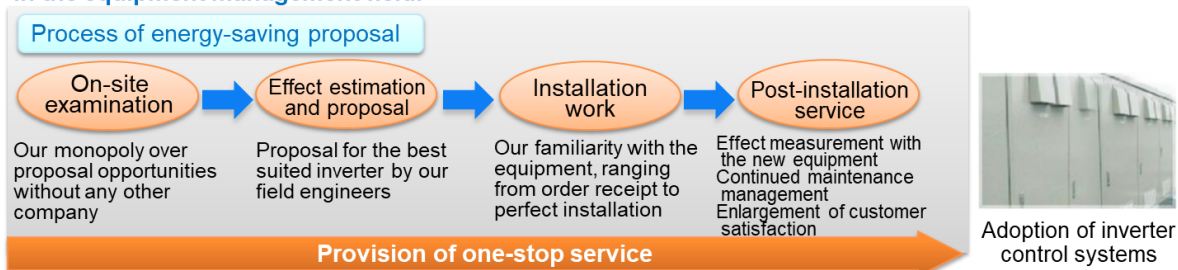 Process of energy-saving proposal
On-site
examination
Effect estimation
and proposal
Installation
work
Post-installation
service
Our monopoly over
proposal opportunities
without any other
company
Proposal for the best
suited inverter by our
field engineers
Our familiarity with the
equipment, ranging
from order receipt to
perfect installation
Effect measurement with
the new equipment
Continued maintenance
management
Enlargement of customer
satisfaction
Provision of one-stop service
Adoption of inverter
control systems